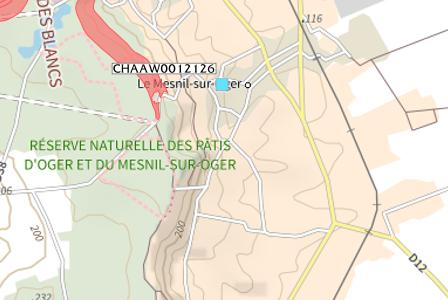 DES BLANCS
116
CHAAW0012126
Le Mesnil-sur-Oger
RÉSERVE NATURELLE DES PÂTIS
D'OGER ET DU MESNIL-SUR-OGER
200
200
D12
232